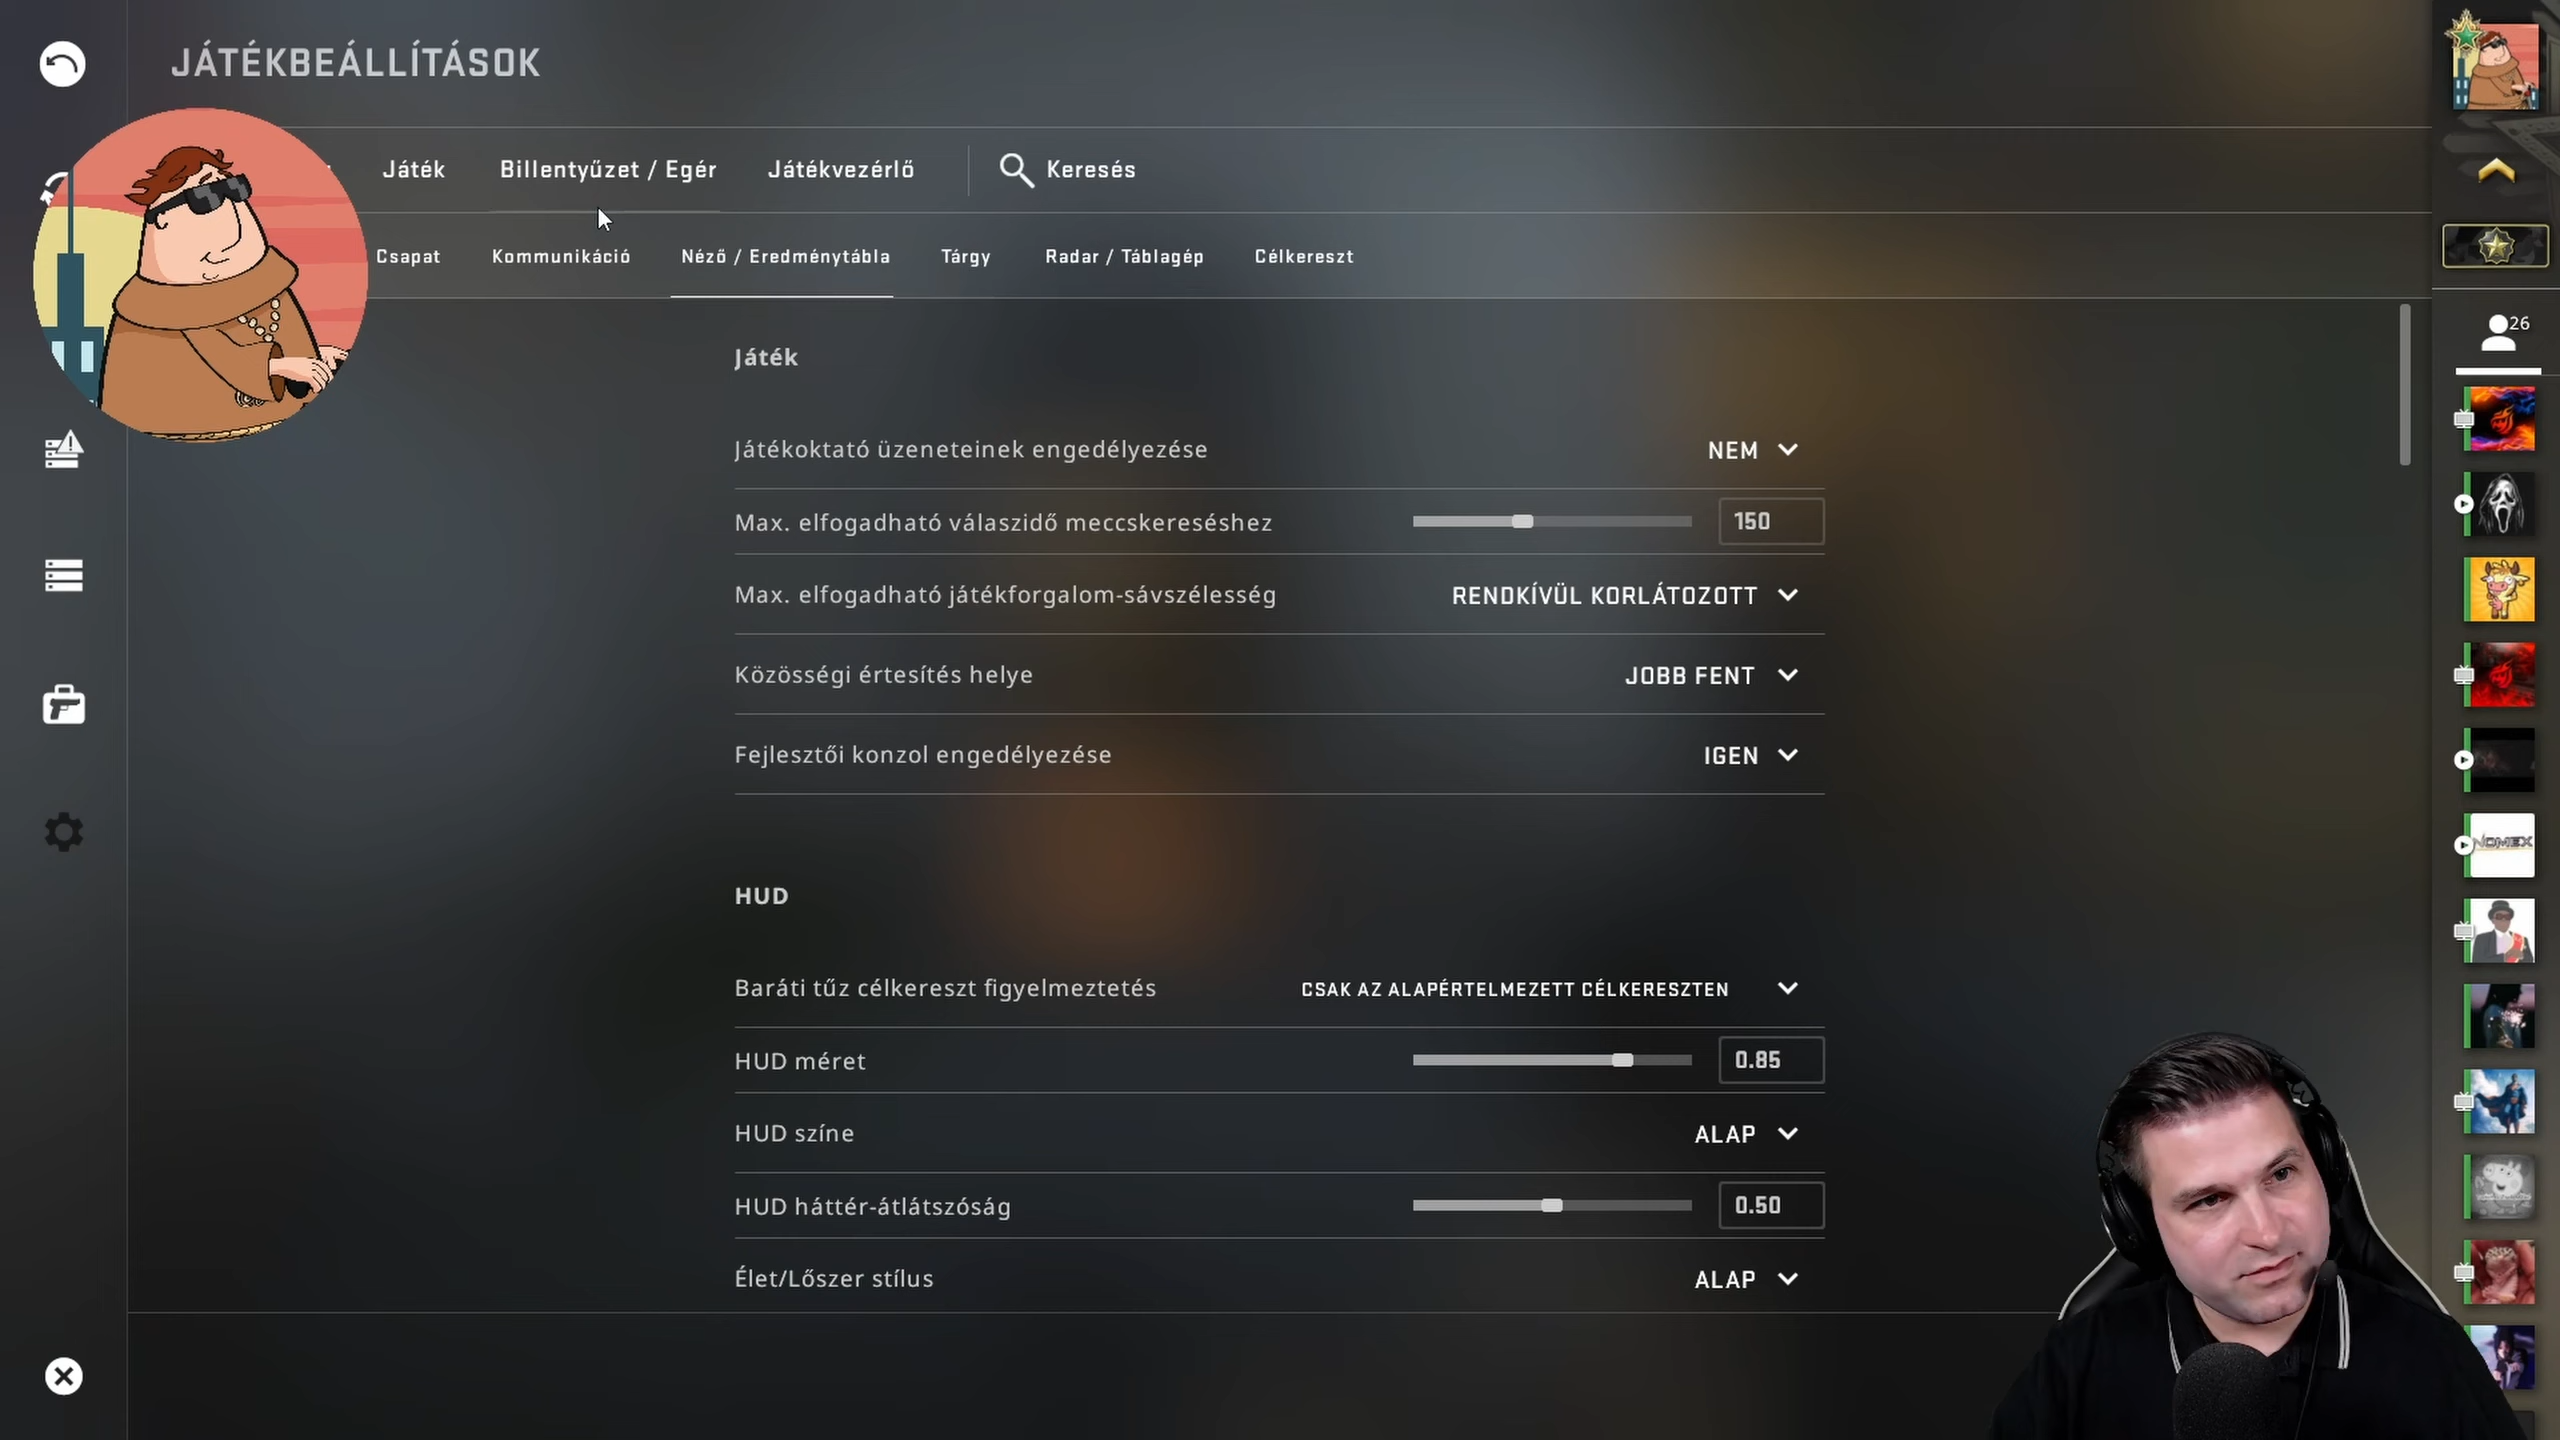 JÁTÉKBEÁLLÍTÁSOK
Játék
Billentyűzet / Egér
Játékvezérlő
Keresés
Csapat
Kommunikáció
Néző / Eredménytábla
Tárgy
Radar / Táblagép
Célkereszt
26
Játék
Játékoktató üzeneteinek engedélyezése
NEM
Max. elfogadható válaszidő meccskereséshez
150
Max. elfogadható játékforgalom-sávszélesség
RENDKÍVÜL KORLÁTOZOTT
Közösségi értesítés helye
JOBB FENT
Fejlesztői konzol engedélyezése
IGEN
NOMEX
HUD
Baráti tűz célkereszt figyelmeztetés
CSAK AZ ALAPÉRTELMEZETT CÉLKERESZTEN
HUD méret
0.85
HUD színe
ALAP
HUD háttér-átlátszóság
0.50
Élet/Lőszer stílus
ALAP